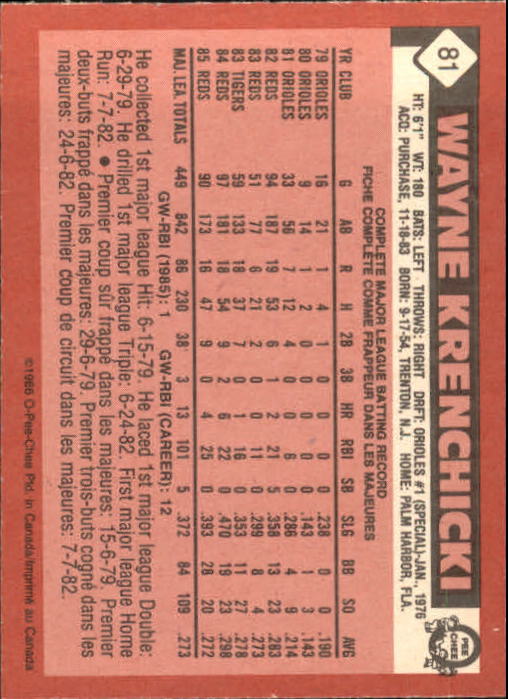 81
WAYNE KRENCHICKI
O PEE CHEE
HT: 6'1" WT: 180 BATS: LEFT THROWS: RIGHT DRFT: ORIOLES #1 (SPECIAL)-JAN., 1976
ACQ: PURCHASE, 11-18-83 BORN: 9-17-54, TRENTON, N.J. HOME: PALM HARBOR, FLA.
COMPLETE MAJOR LEAGUE BATTING RECORD
FICHE COMPLÈTE COMME FRAPPEUR DANS LES MAJEURES
YR CLUB G AB R H 2B 3B HR RBI SB SLG BB SO AVG
79 ORIOLES 16 21 1 4 1 0 0 0 0 .238 0 0 .190
80 ORIOLES 9 14 1 2 0 0 0 0 0 .143 1 3 .143
81 ORIOLES 33 56 7 12 4 0 0 6 0 .286 4 9 .214
82 REDS 94 187 19 53 6 1 2 21 5 .358 13 23 .283
83 REDS 51 77 6 21 2 0 0 11 0 .299 8 4 .273
83 TIGERS 59 133 18 37 7 0 1 16 0 .353 11 27 .278
84 REDS 97 181 18 54 9 2 6 22 0 .470 19 23 .298
85 REDS 90 173 16 47 9 0 4 25 0 .393 28 20 .272
MAJ. LEA. TOTALS 449 842 86 230 38 3 13 101 5 .372 84 109 .273
GW-RBI (1985): 1 GW-RBI (CAREER): 12
He collected 1st major league Hit: 6-15-79. He laced 1st major league Double:
6-29-79. He drilled 1st major league Triple: 6-24-82. First major league Home
Run: 7-7-82. ● Premier coup sûr frappé dans les majeures: 15-6-79. Premier
deux-buts frappé dans les majeures: 29-6-79. Premier trois-buts cogné dans les
majeures: 24-6-82. Premier coup de circuit dans les majeures: 7-7-82.
©1986 O-Pee-Chee Ptd. in Canada/Imprimé au Canada